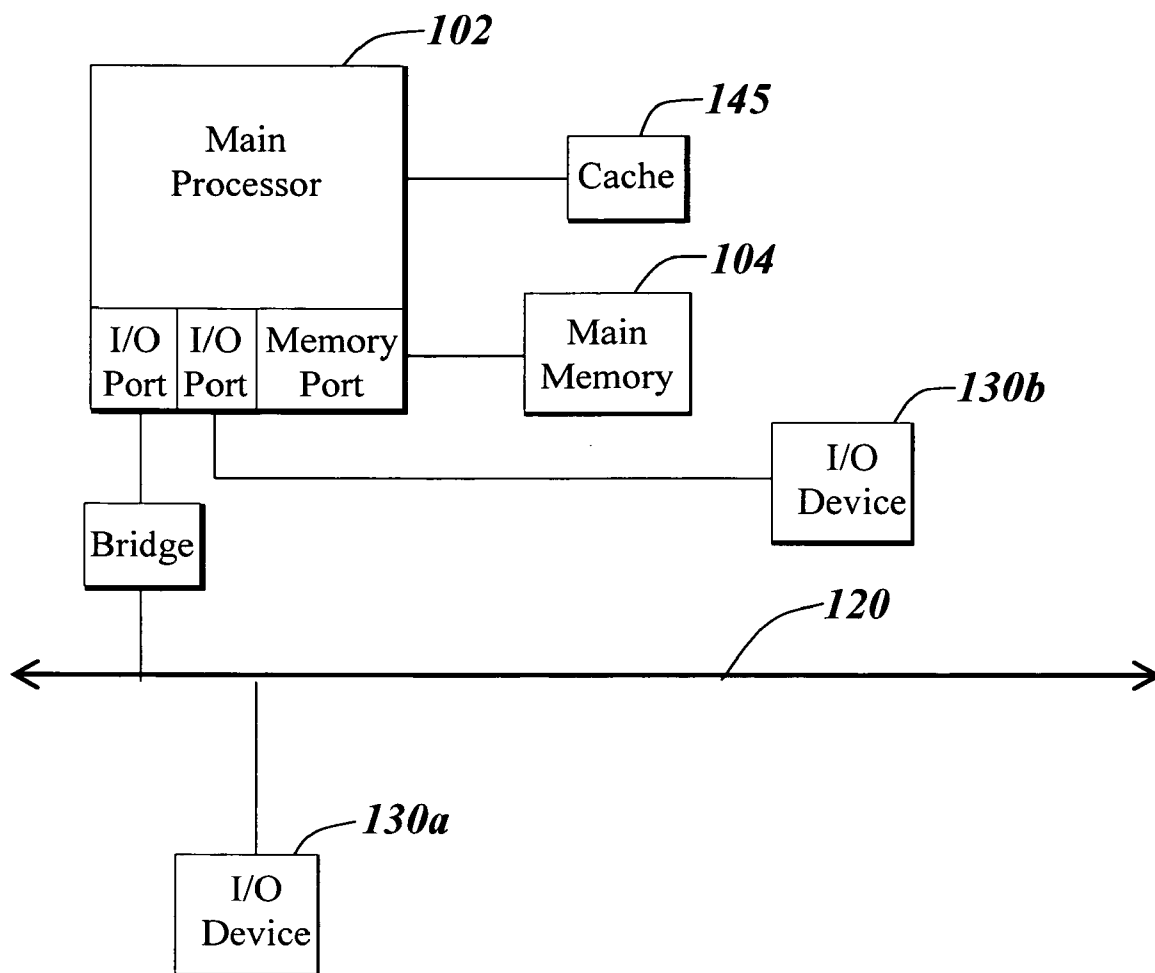 102
Main
Processor
145
Cache
104
Main
Memory
I/O
Port
I/O
Port
Memory
Port
130b
I/O
Device
Bridge
120
130a
I/O
Device